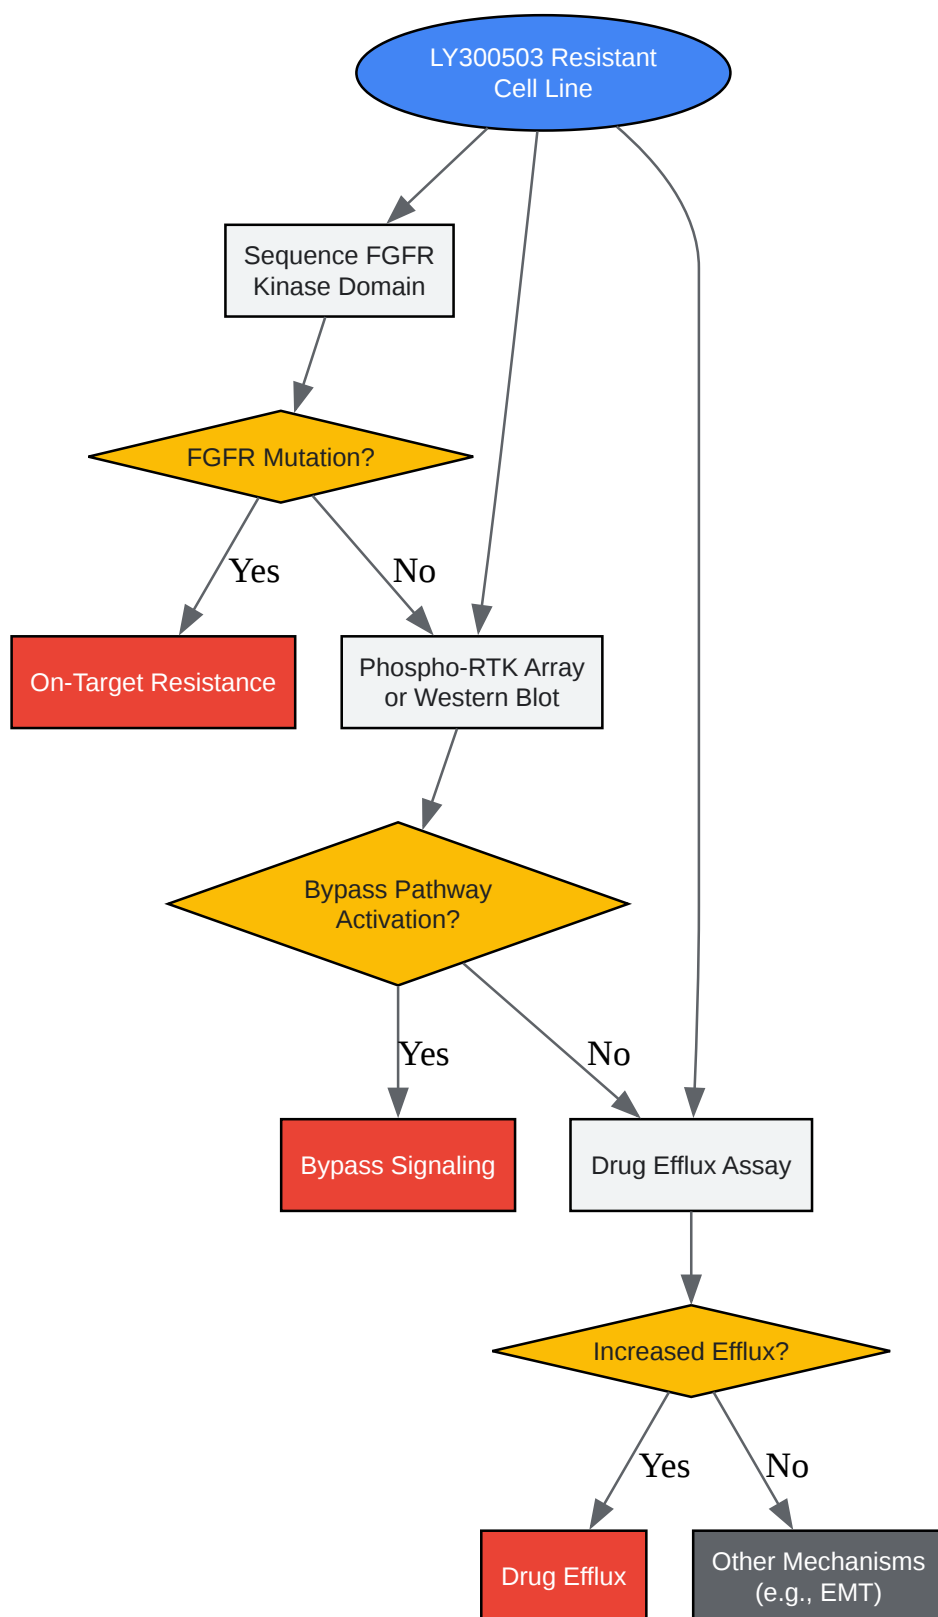 LY300503 Resistant
Cell Line
Sequence FGFR
Kinase Domain
FGFR Mutation?
Yes
No
On-Target Resistance
Phospho-RTK Array
or Western Blot
Bypass Pathway
Activation?
Yes
No
Bypass Signaling
Drug Efflux Assay
Increased Efflux?
Yes
No
Drug Efflux
Other Mechanisms
(e.g., EMT)